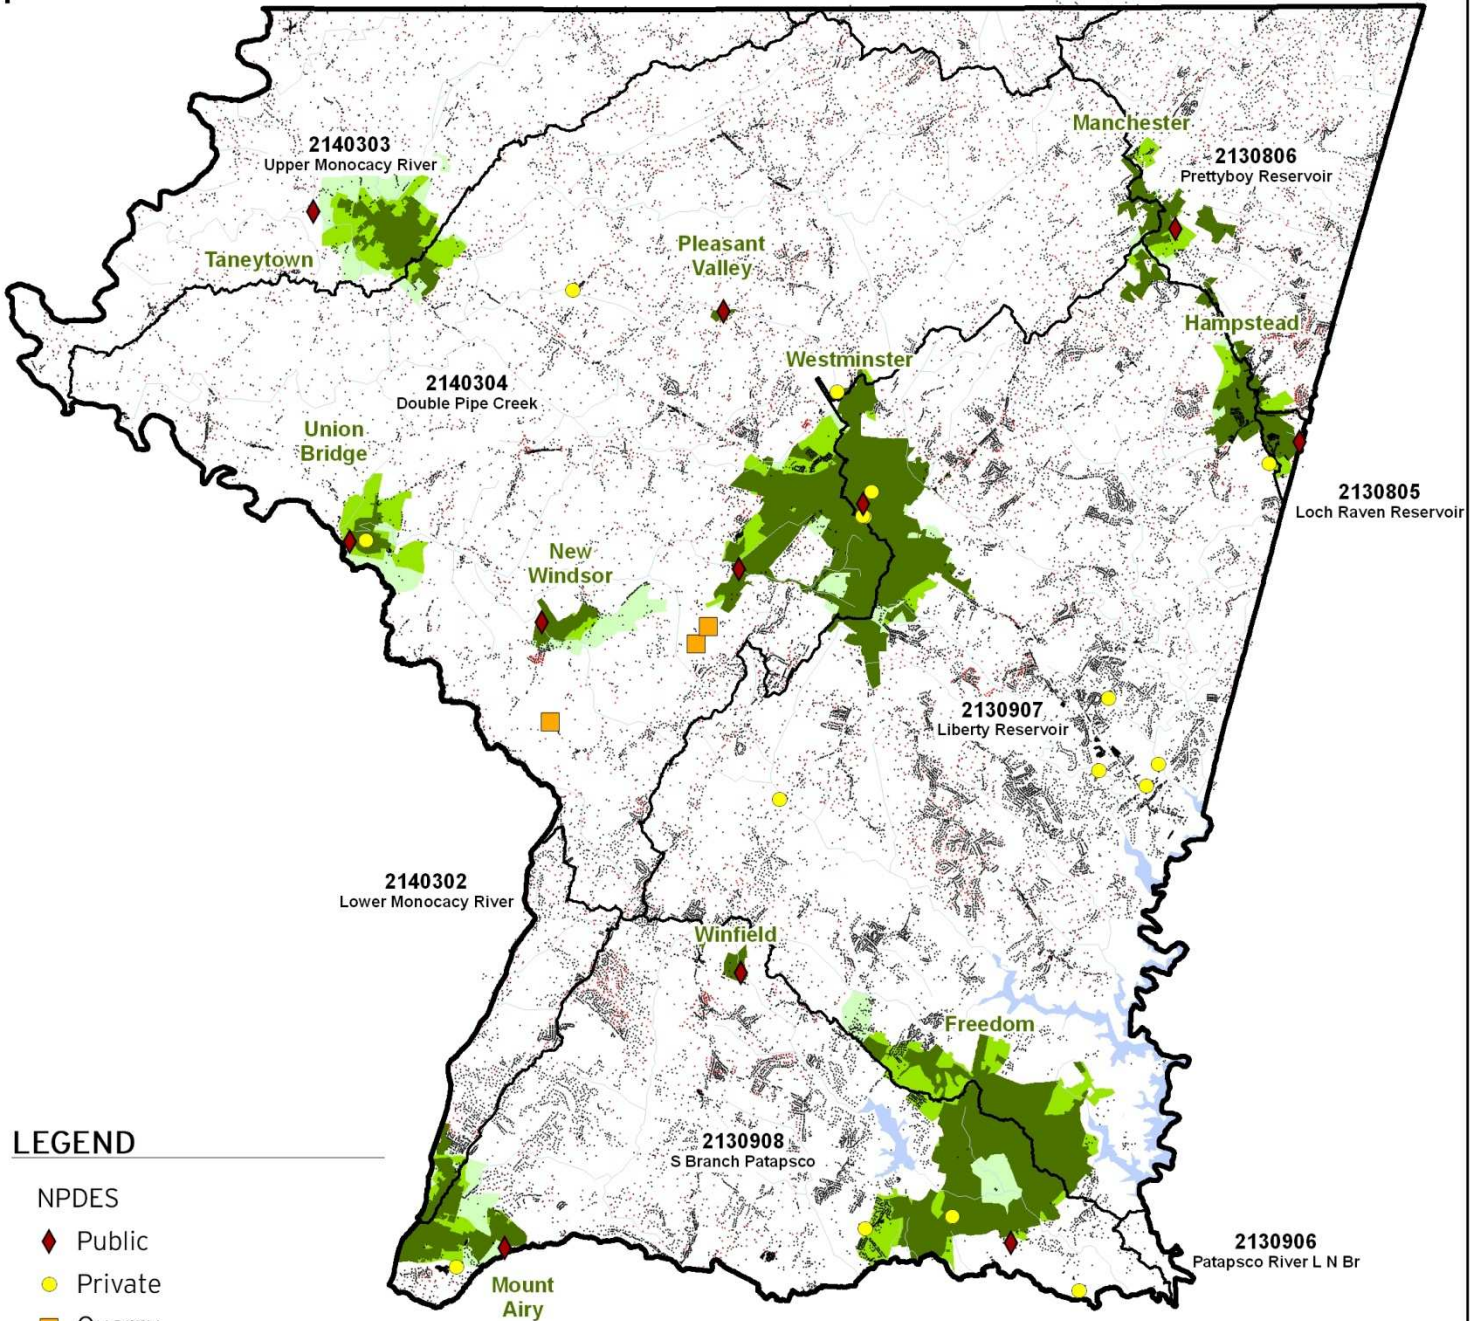 Manchester
2140303
Upper Monocacy River
2130806
Prettyboy Reservoir
Taneytown
Pleasant
Valley
Hampstead
Westminster
2140304
Double Pipe Creek
Union
Bridge
2130805
Loch Raven Reservoir
New
Windsor
2130907
Liberty Reservoir
2140302
Lower Monocacy River
Winfield
Freedom
2130908
S Branch Patapsco
LEGEND
NPDES
Public
Private
2130906
Patapsco River L N Br
Mount
Airy